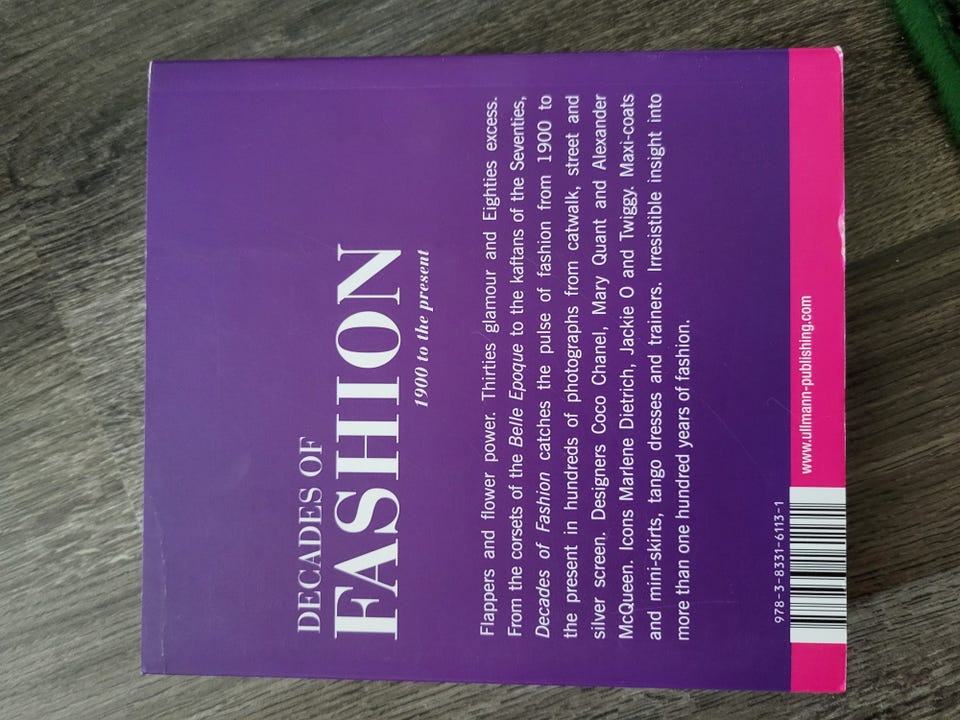 DECADES OF
FASHION
1900 to the present
Flappers and flower power. Thirties glamour and Eighties excess.
From the corsets of the Belle Epoque to the kaftans of the Seventies,
Decades of Fashion catches the pulse of fashion from 1900 to
the present in hundreds of photographs from catwalk, street and
silver screen. Designers Coco Chanel, Mary Quant and Alexander
McQueen. Icons Marlene Dietrich, Jackie O and Twiggy. Maxi-coats
and mini-skirts, tango dresses and trainers. Irresistible insight into
more than one hundred years of fashion.
978-3-8331-6113-1
www.ullmann-publishing.com